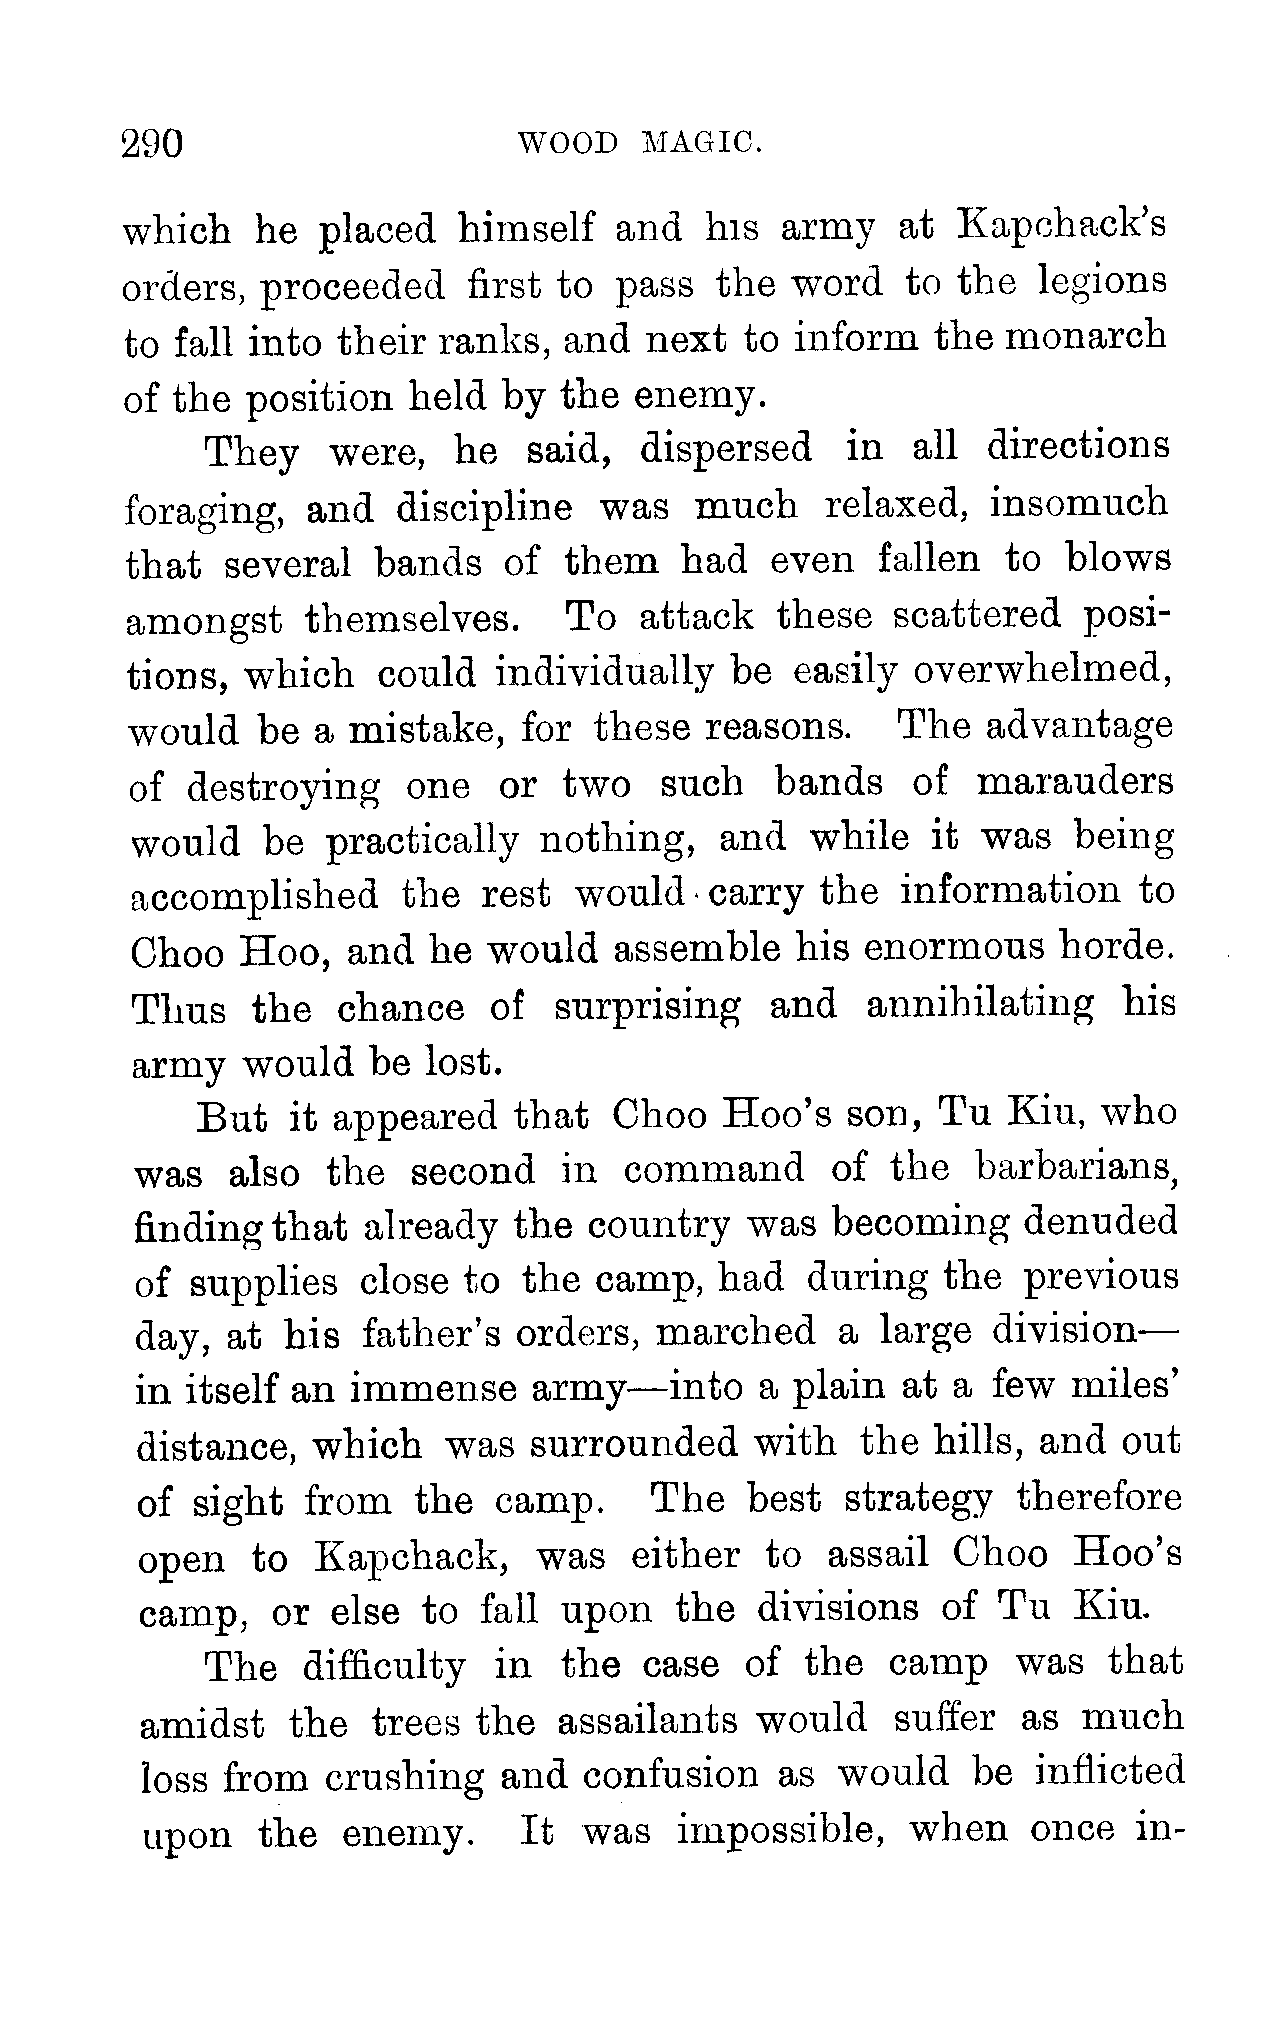 290 WOOD MAGIC.
which he placed himself and his army at Kapchack's
orders, proceeded first to pass the word to the legions
to fall into their ranks, and next to inform the monarch
of the position held by the enemy.
They were, he said, dispersed in all directions
foraging, and discipline was much relaxed, insomuch
that several bands of them had even fallen to blows
amongst themselves. To attack these scattered posi-
tions, which could individually be easily overwhelmed,
would be a mistake, for these reasons. The advantage
of destroying one or two such bands of marauders
would be practically nothing, and while it was being
accomplished the rest would carry the information to
Choo Hoo, and he would assemble his enormous horde.
Thus the chance of surprising and annihilating his
army would be lost.
But it appeared that Choo Hoo's son, Tu Kiu, who
was also the second in command of the barbarians,
finding that already the country was becoming denuded
of supplies close to the camp, had during the previous
day, at his father's orders, marched a large division—
in itself an immense army—into a plain at a few miles'
distance, which was surrounded with the hills, and out
of sight from the camp. The best strategy therefore
open to Kapchack, was either to assail Choo Hoo's
camp, or else to fall upon the divisions of Tu Kiu.
The difficulty in the case of the camp was that
amidst the trees the assailants would suffer as much
loss from crushing and confusion as would be inflicted
upon the enemy. It was impossible, when once in-